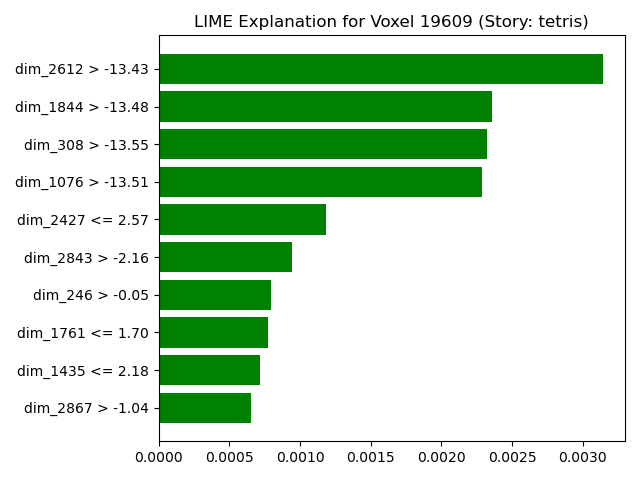 LIME Explanation for Voxel 19609 (Story: tetris)
dim_2612 > -13.43
dim_1844 > -13.48
dim_308 > -13.55
dim_1076 > -13.51
dim_2427 <= 2.57
dim_2843 > -2.16
dim_246 > -0.05
dim_1761 <= 1.70
dim_1435 <= 2.18
dim_2867 > -1.04
0.0000 0.0005 0.0010 0.0015 0.0020 0.0025 0.0030